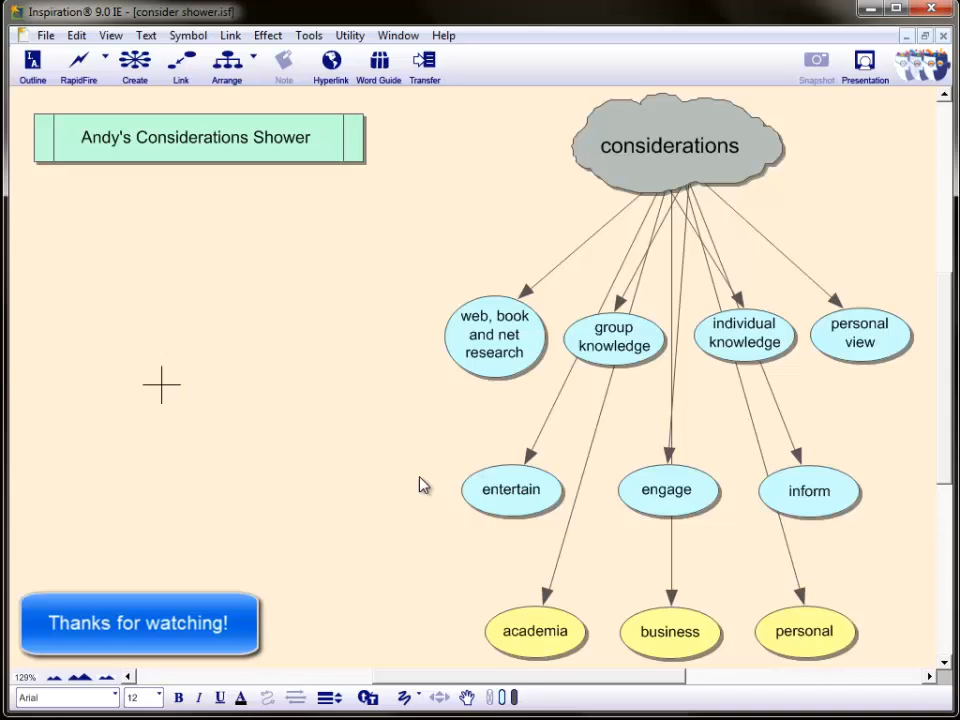 Inspiration® 9.0 IE - [consider shower.isf]
File Edit View Text Symbol Link Effect Tools Utility Window Help
Outline RapidFire Create Link Arrange Note Hyperlink Word Guide Transfer Snapshot Presentation
Andy's Considerations Shower
considerations
web, book
and net
research
group
knowledge
individual
knowledge
personal
view
entertain
engage
inform
academia
business
personal
Thanks for watching!
129%
Arial 12 B I U A